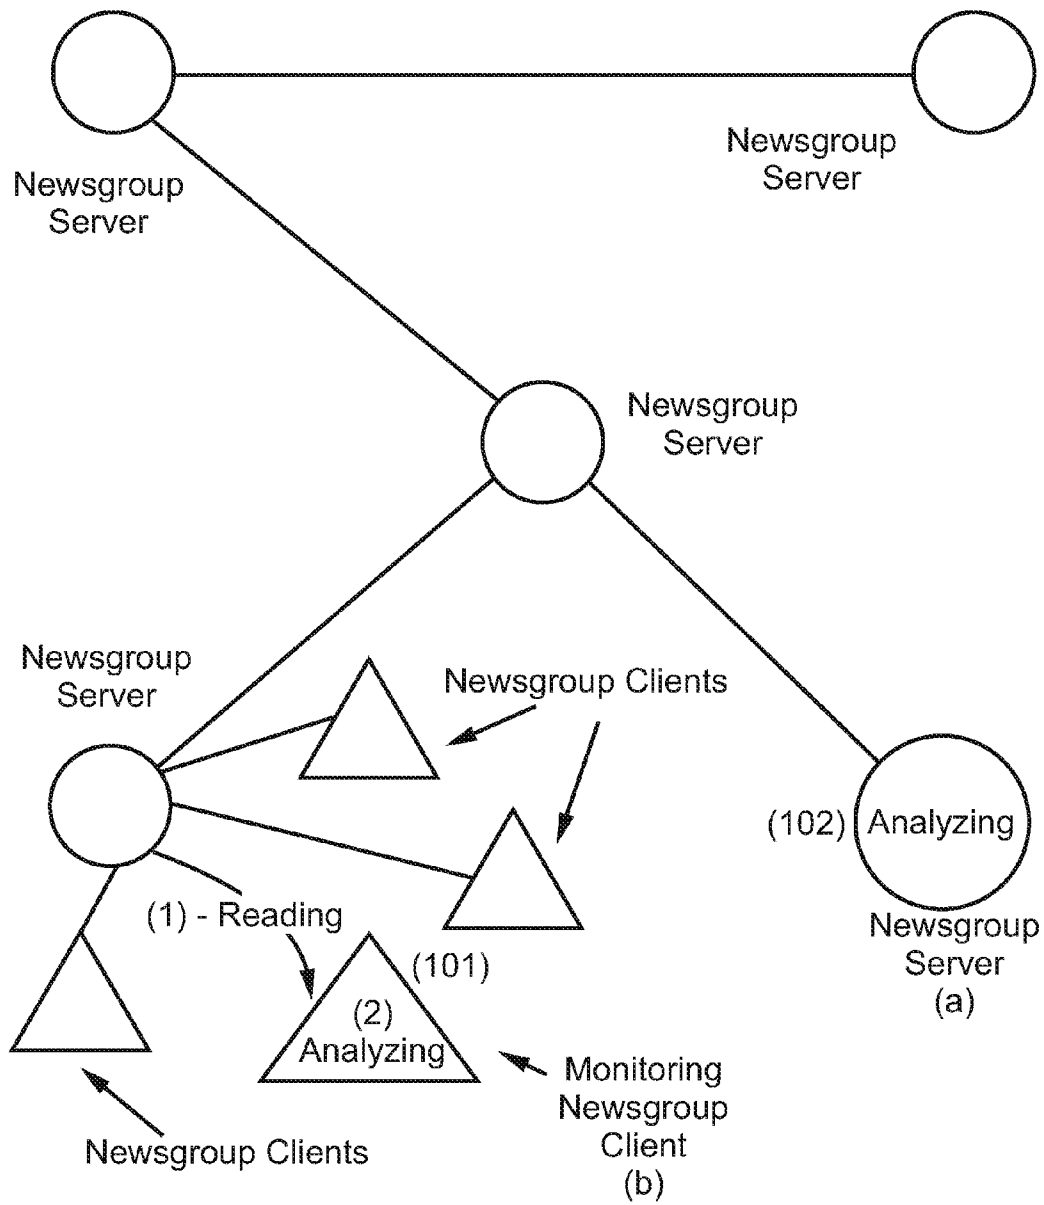 Newsgroup
Server
Newsgroup
Server
Newsgroup
Server
Newsgroup
Server
Newsgroup Clients
(102)
Analyzing
Newsgroup
Server
(a)
(1) - Reading
(101)
(2)
Analyzing
Monitoring
Newsgroup
Client
(b)
Newsgroup Clients